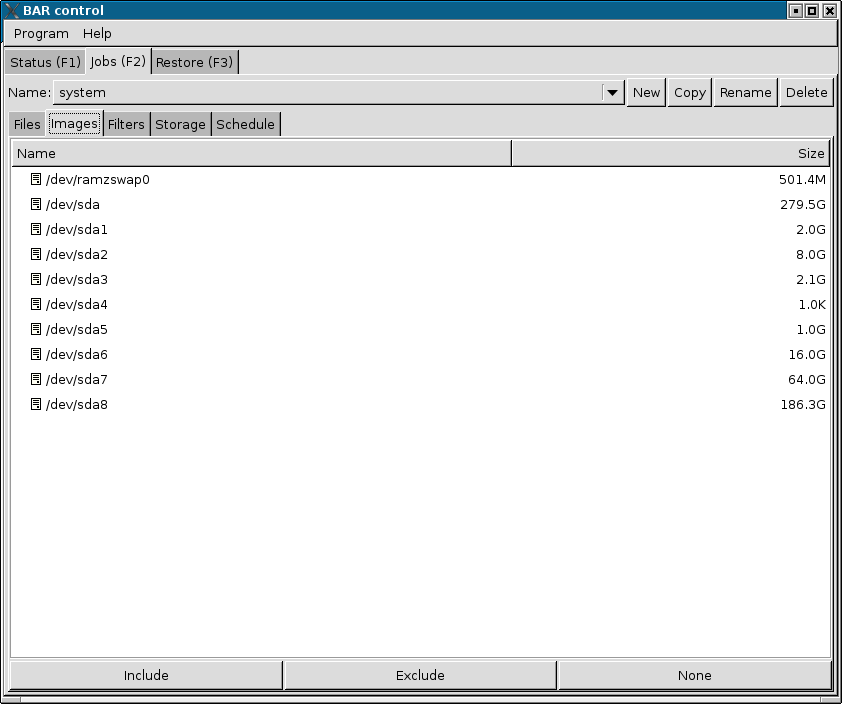 BAR control
Program Help
Status (F1) Jobs (F2) Restore (F3)
Name: system New Copy Rename Delete
Files Images Filters Storage Schedule
Name Size
/dev/ramzswap0 501.4M
/dev/sda 279.5G
/dev/sda1 2.0G
/dev/sda2 8.0G
/dev/sda3 2.1G
/dev/sda4 1.0K
/dev/sda5 1.0G
/dev/sda6 16.0G
/dev/sda7 64.0G
/dev/sda8 186.3G
Include Exclude None